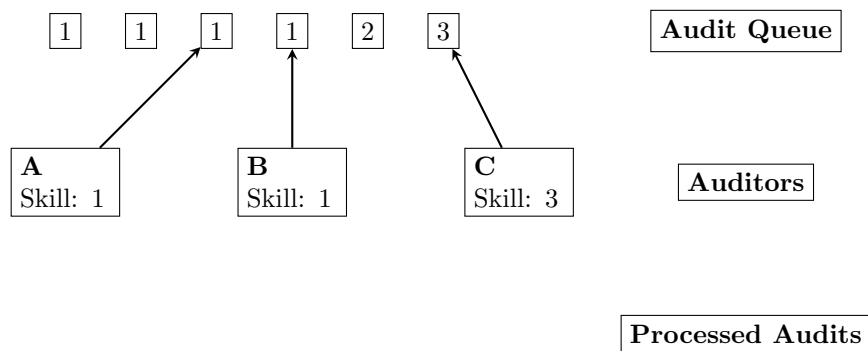 1 1 1 1 2 3 Audit Queue
A
Skill: 1
B
Skill: 1
C
Skill: 3
Auditors
Processed Audits